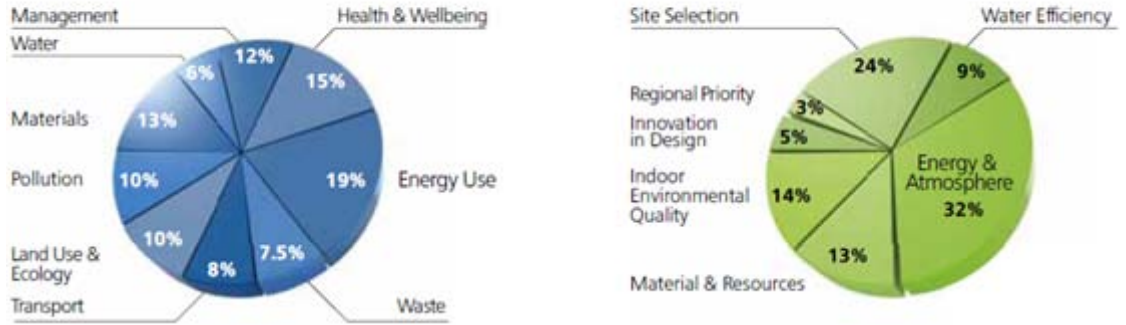 Management
Health & Wellbeing
Water
12%
6%
15%
Materials
13%
Pollution
10%
19%
Energy Use
10%
Land Use &
Ecology
8%
7.5%
Transport
Waste
Site Selection
Water Efficiency
24%
9%
Regional Priority
3%
Innovation
in Design
5%
Energy &
Atmosphere
32%
Indoor
Environmental
Quality
14%
13%
Material & Resources